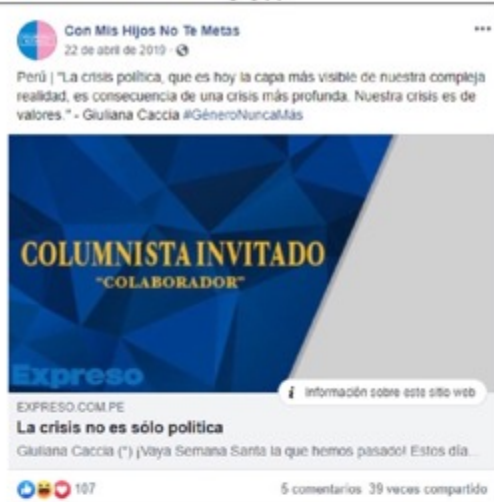 Con Mis Hijos No Te Metas
22 de abril de 2019 ·
Perú | "La crisis política, que es hoy la capa más visible de nuestra compleja
realidad, es consecuencia de una crisis más profunda. Nuestra crisis es de
valores." - Giuliana Caccia #GéneroNuncaMás
COLUMNISTA INVITADO
"COLABORADOR"
Expreso
i Información sobre este sitio web
EXPRESO.COM.PE
La crisis no es sólo política
Giuliana Caccia (*) ¡Vaya Semana Santa la que hemos pasado! Estos día...
107
5 comentarios 39 veces compartido